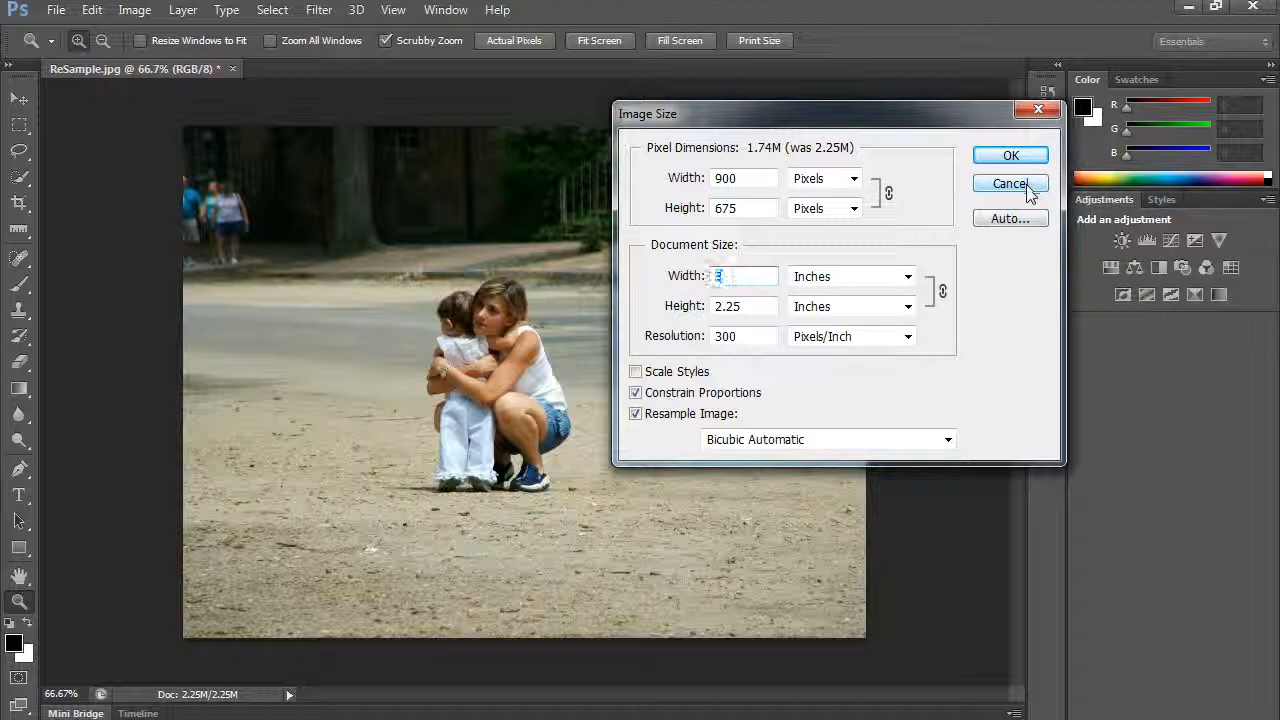 Ps File Edit Image Layer Type Select Filter 3D View Window Help
Resize Windows to Fit Zoom All Windows Scrubby Zoom Actual Pixels Fit Screen Fill Screen Print Size Essentials
ReSample.jpg @ 66.7% (RGB/8) * ×
Color Swatches
R
G
B
Adjustments Styles
Add an adjustment
Image Size
Pixel Dimensions: 1.74M (was 2.25M)
Width: 900 Pixels
Height: 675 Pixels
OK
Cancel
Auto...
Document Size:
Width: 3 Inches
Height: 2.25 Inches
Resolution: 300 Pixels/Inch
Scale Styles
Constrain Proportions
Resample Image:
Bicubic Automatic
66.67% Doc: 2.25M/2.25M
Mini Bridge Timeline